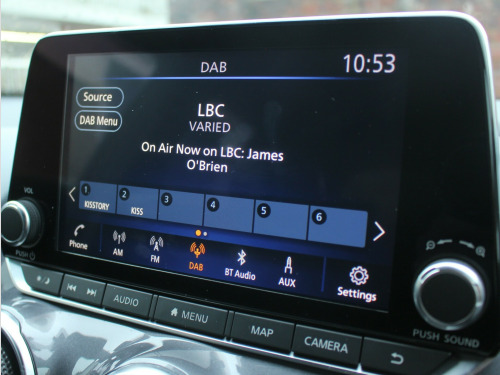 DAB
10:53
Source
DAB Menu
LBC
VARIED
On Air Now on LBC: James
O'Brien
1 2 3 4 5 6
KISSTORY KISS
Phone AM FM DAB BT Audio AUX Settings
VOL
PUSH
AUDIO MENU MAP CAMERA
PUSH SOUND